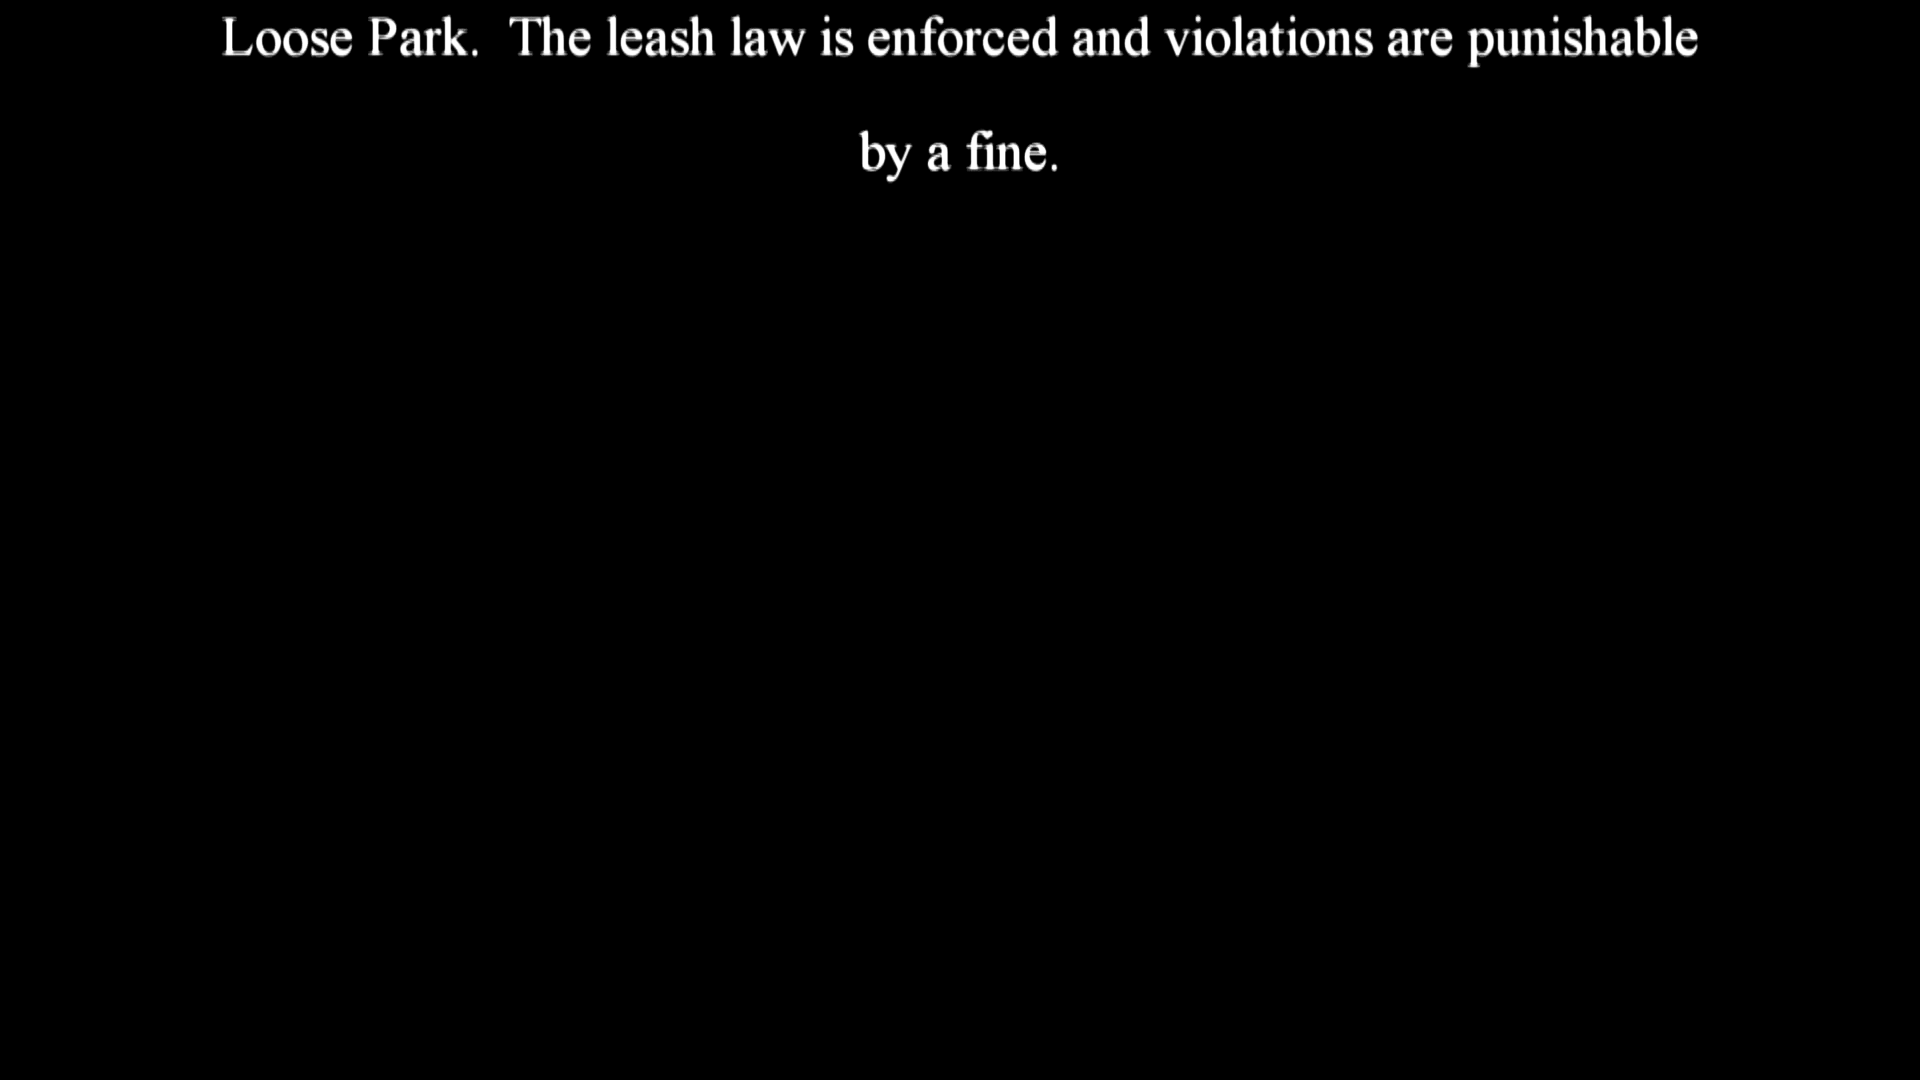 Loose Park.  The leash law is enforced and violations are punishable
by a fine.